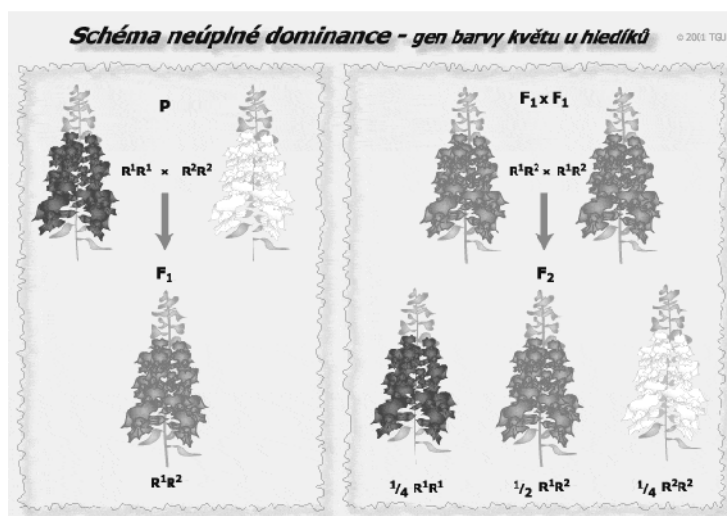 Schéma neúplné dominance - gen barvy květu u hledíků
© 2001 TGU
P
R¹R¹ × R²R²
F₁
R¹R²
F₁ x F₁
R¹R² × R¹R²
F₂
¹/₄ R¹R¹
¹/₂ R¹R²
¹/₄ R²R²